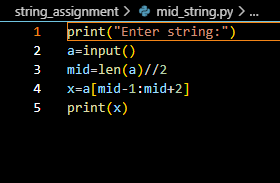 string_assignment > mid_string.py > ...
1 print("Enter string:")
2 a=input()
3 mid=len(a)//2
4 x=a[mid-1:mid+2]
5 print(x)